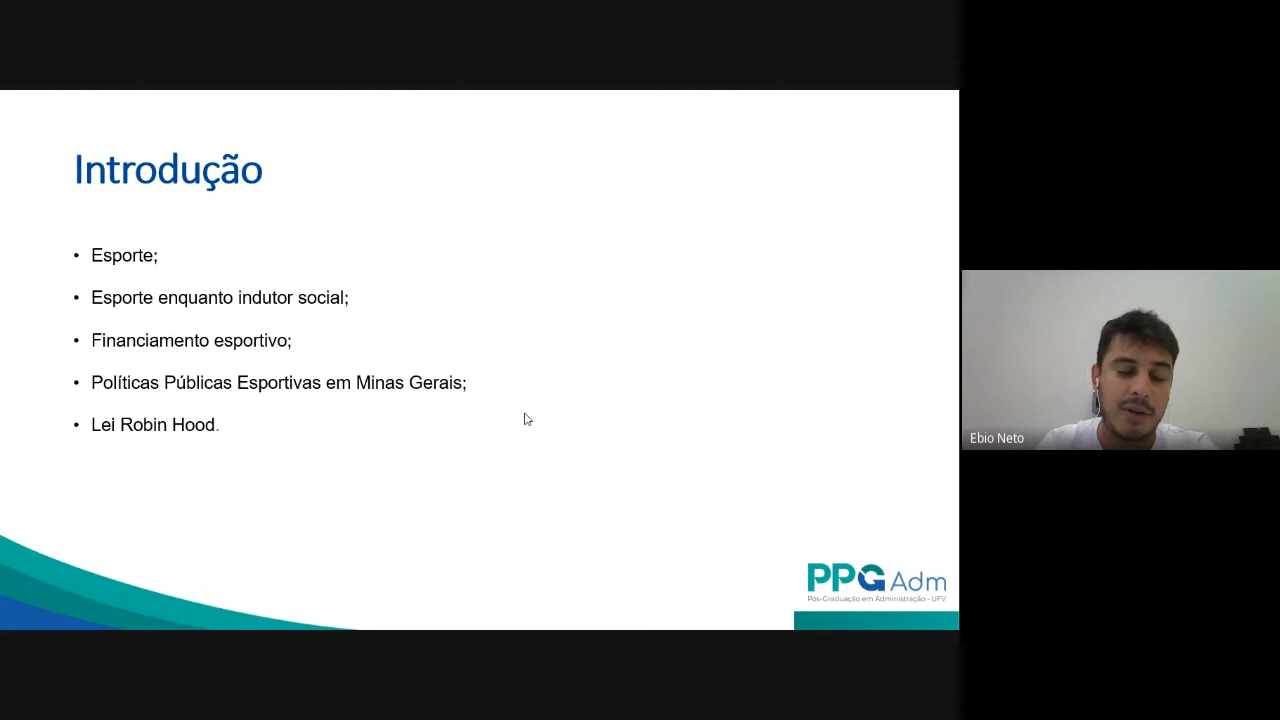 Introdução
• Esporte;
• Esporte enquanto indutor social;
• Financiamento esportivo;
• Políticas Públicas Esportivas em Minas Gerais;
• Lei Robin Hood.
Ebio Neto
PPG Adm
Pós-Graduação em Administração - UFV